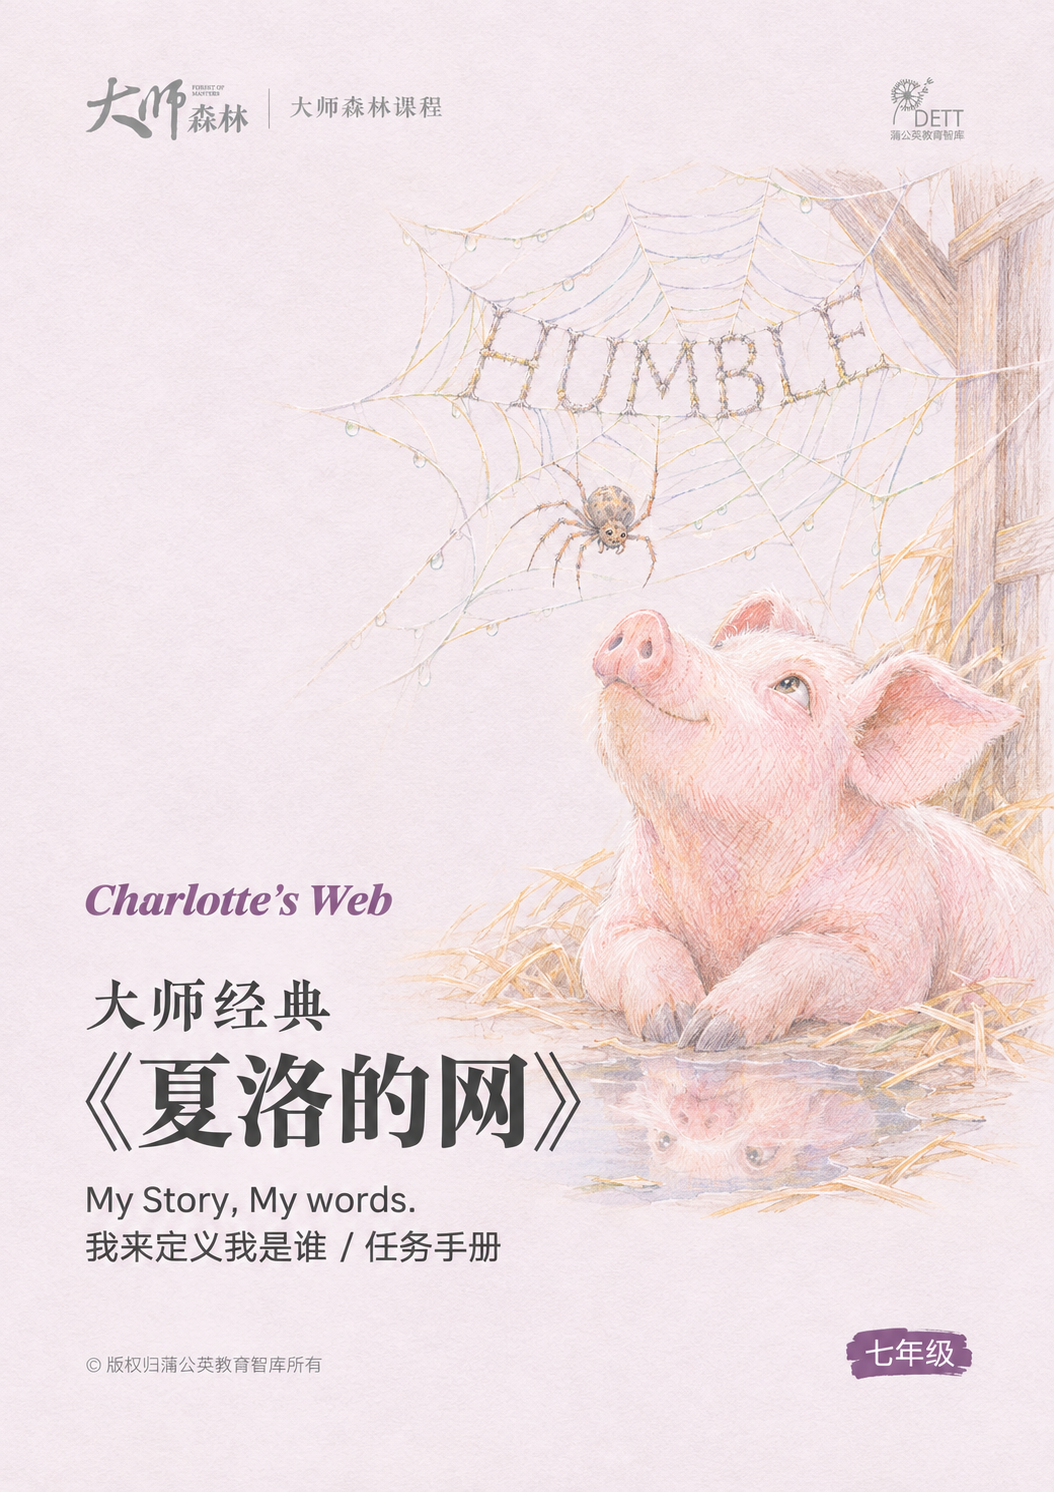 大师森林
FOREST OF
MASTERS
大师森林课程
DETT
蒲公英教育智库
HUMBLE
Charlotte’s Web
大师经典
《夏洛的网》
My Story, My words.
我来定义我是谁 / 任务手册
© 版权归蒲公英教育智库所有
七年级